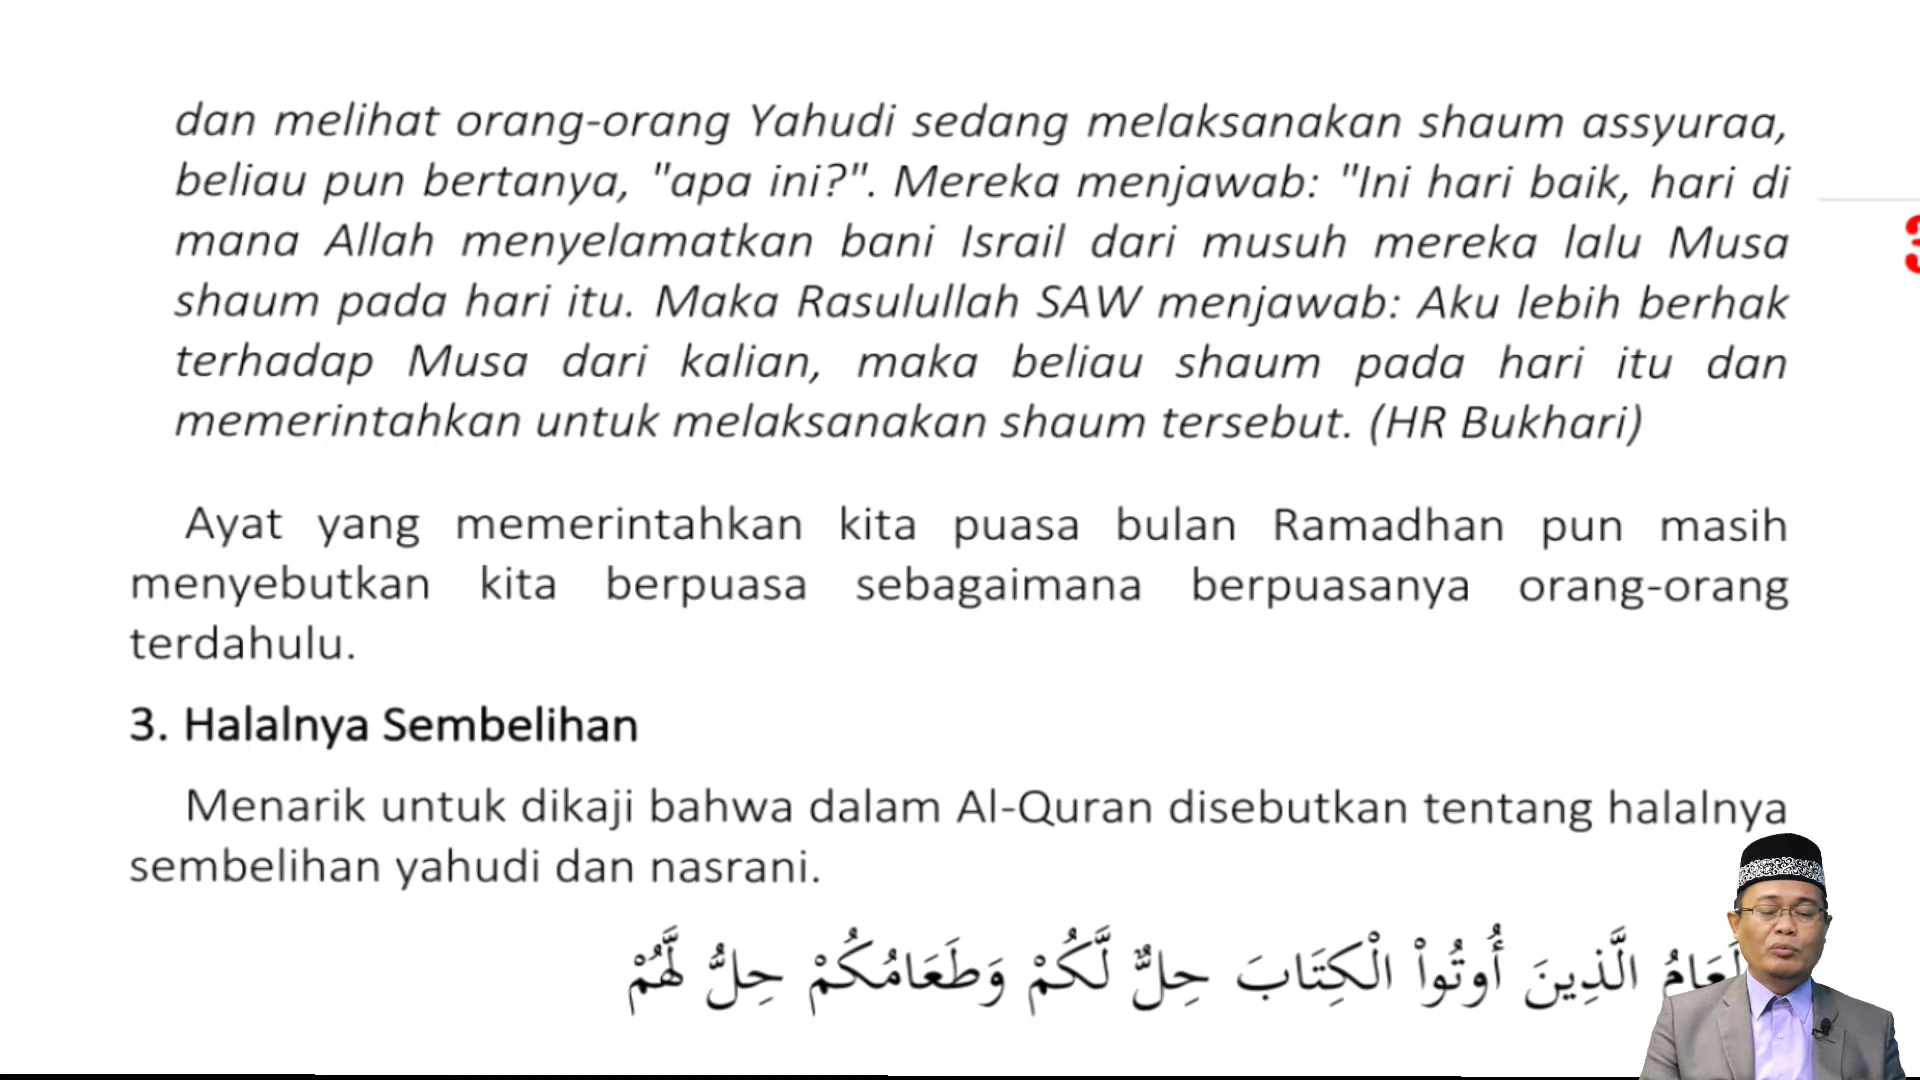 dan melihat orang-orang Yahudi sedang melaksanakan shaum assyuraa,
beliau pun bertanya, "apa ini?". Mereka menjawab: "Ini hari baik, hari di
mana Allah menyelamatkan bani Israil dari musuh mereka lalu Musa
shaum pada hari itu. Maka Rasulullah SAW menjawab: Aku lebih berhak
terhadap Musa dari kalian, maka beliau shaum pada hari itu dan
memerintahkan untuk melaksanakan shaum tersebut. (HR Bukhari)
Ayat yang memerintahkan kita puasa bulan Ramadhan pun masih
menyebutkan kita berpuasa sebagaimana berpuasanya orang-orang
terdahulu.
3. Halalnya Sembelihan
Menarik untuk dikaji bahwa dalam Al-Quran disebutkan tentang halalnya
sembelihan yahudi dan nasrani.
الَّذِينَ أُوتُواْ الْكِتَابَ حِلٌّ لَّكُمْ وَطَعَامُكُمْ حِلُّ لَّهُمْ